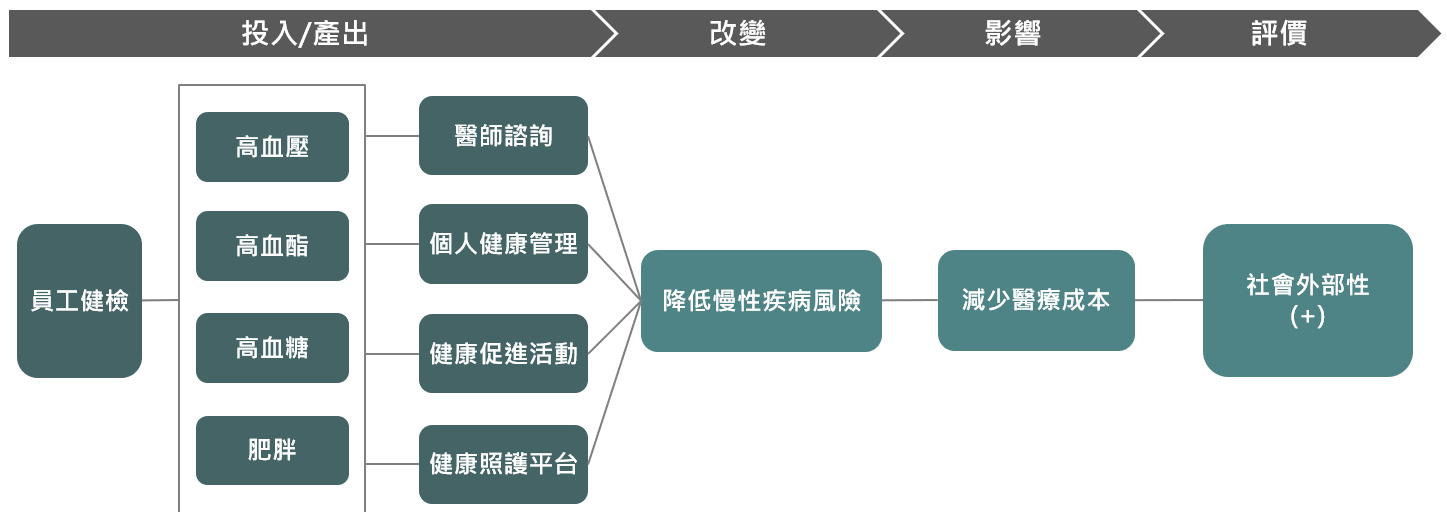 投入/產出
改變
影響
評價
員工健檢
高血壓
高血酯
高血糖
肥胖
醫師諮詢
個人健康管理
健康促進活動
健康照護平台
降低慢性疾病風險
減少醫療成本
社會外部性
(+)